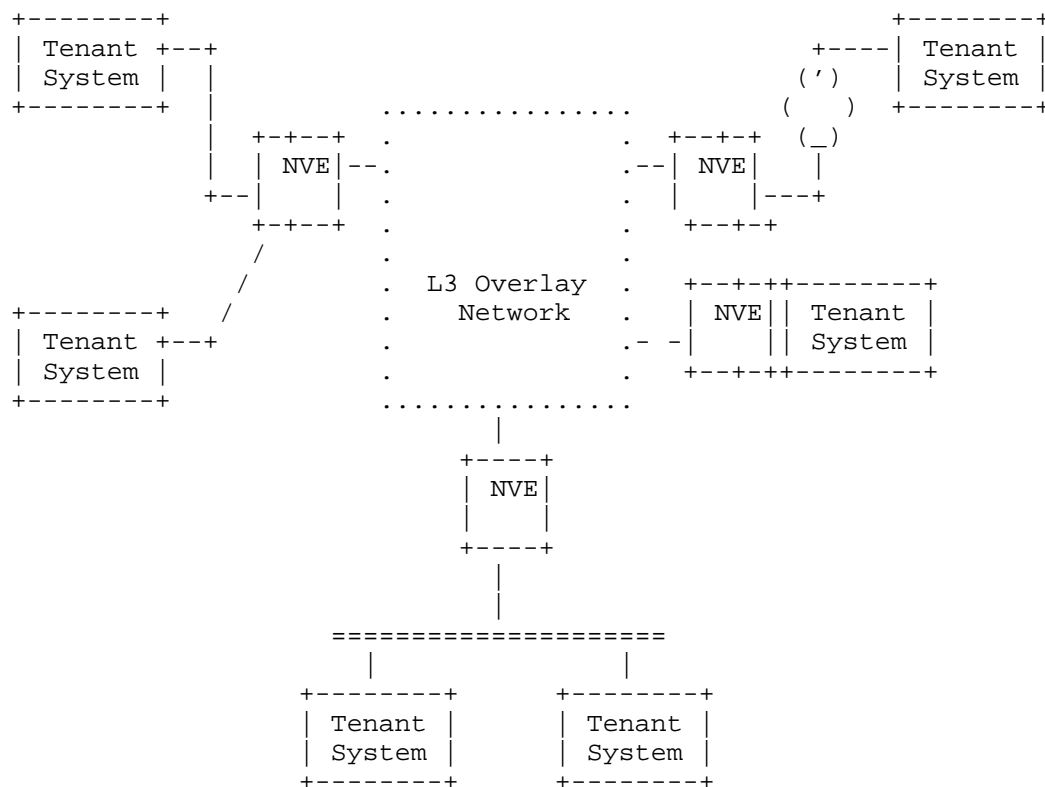 Tenant
System
Tenant
System
NVE
NVE
L3 Overlay
Network
NVE
Tenant
System
Tenant
System
NVE
Tenant
System
Tenant
System